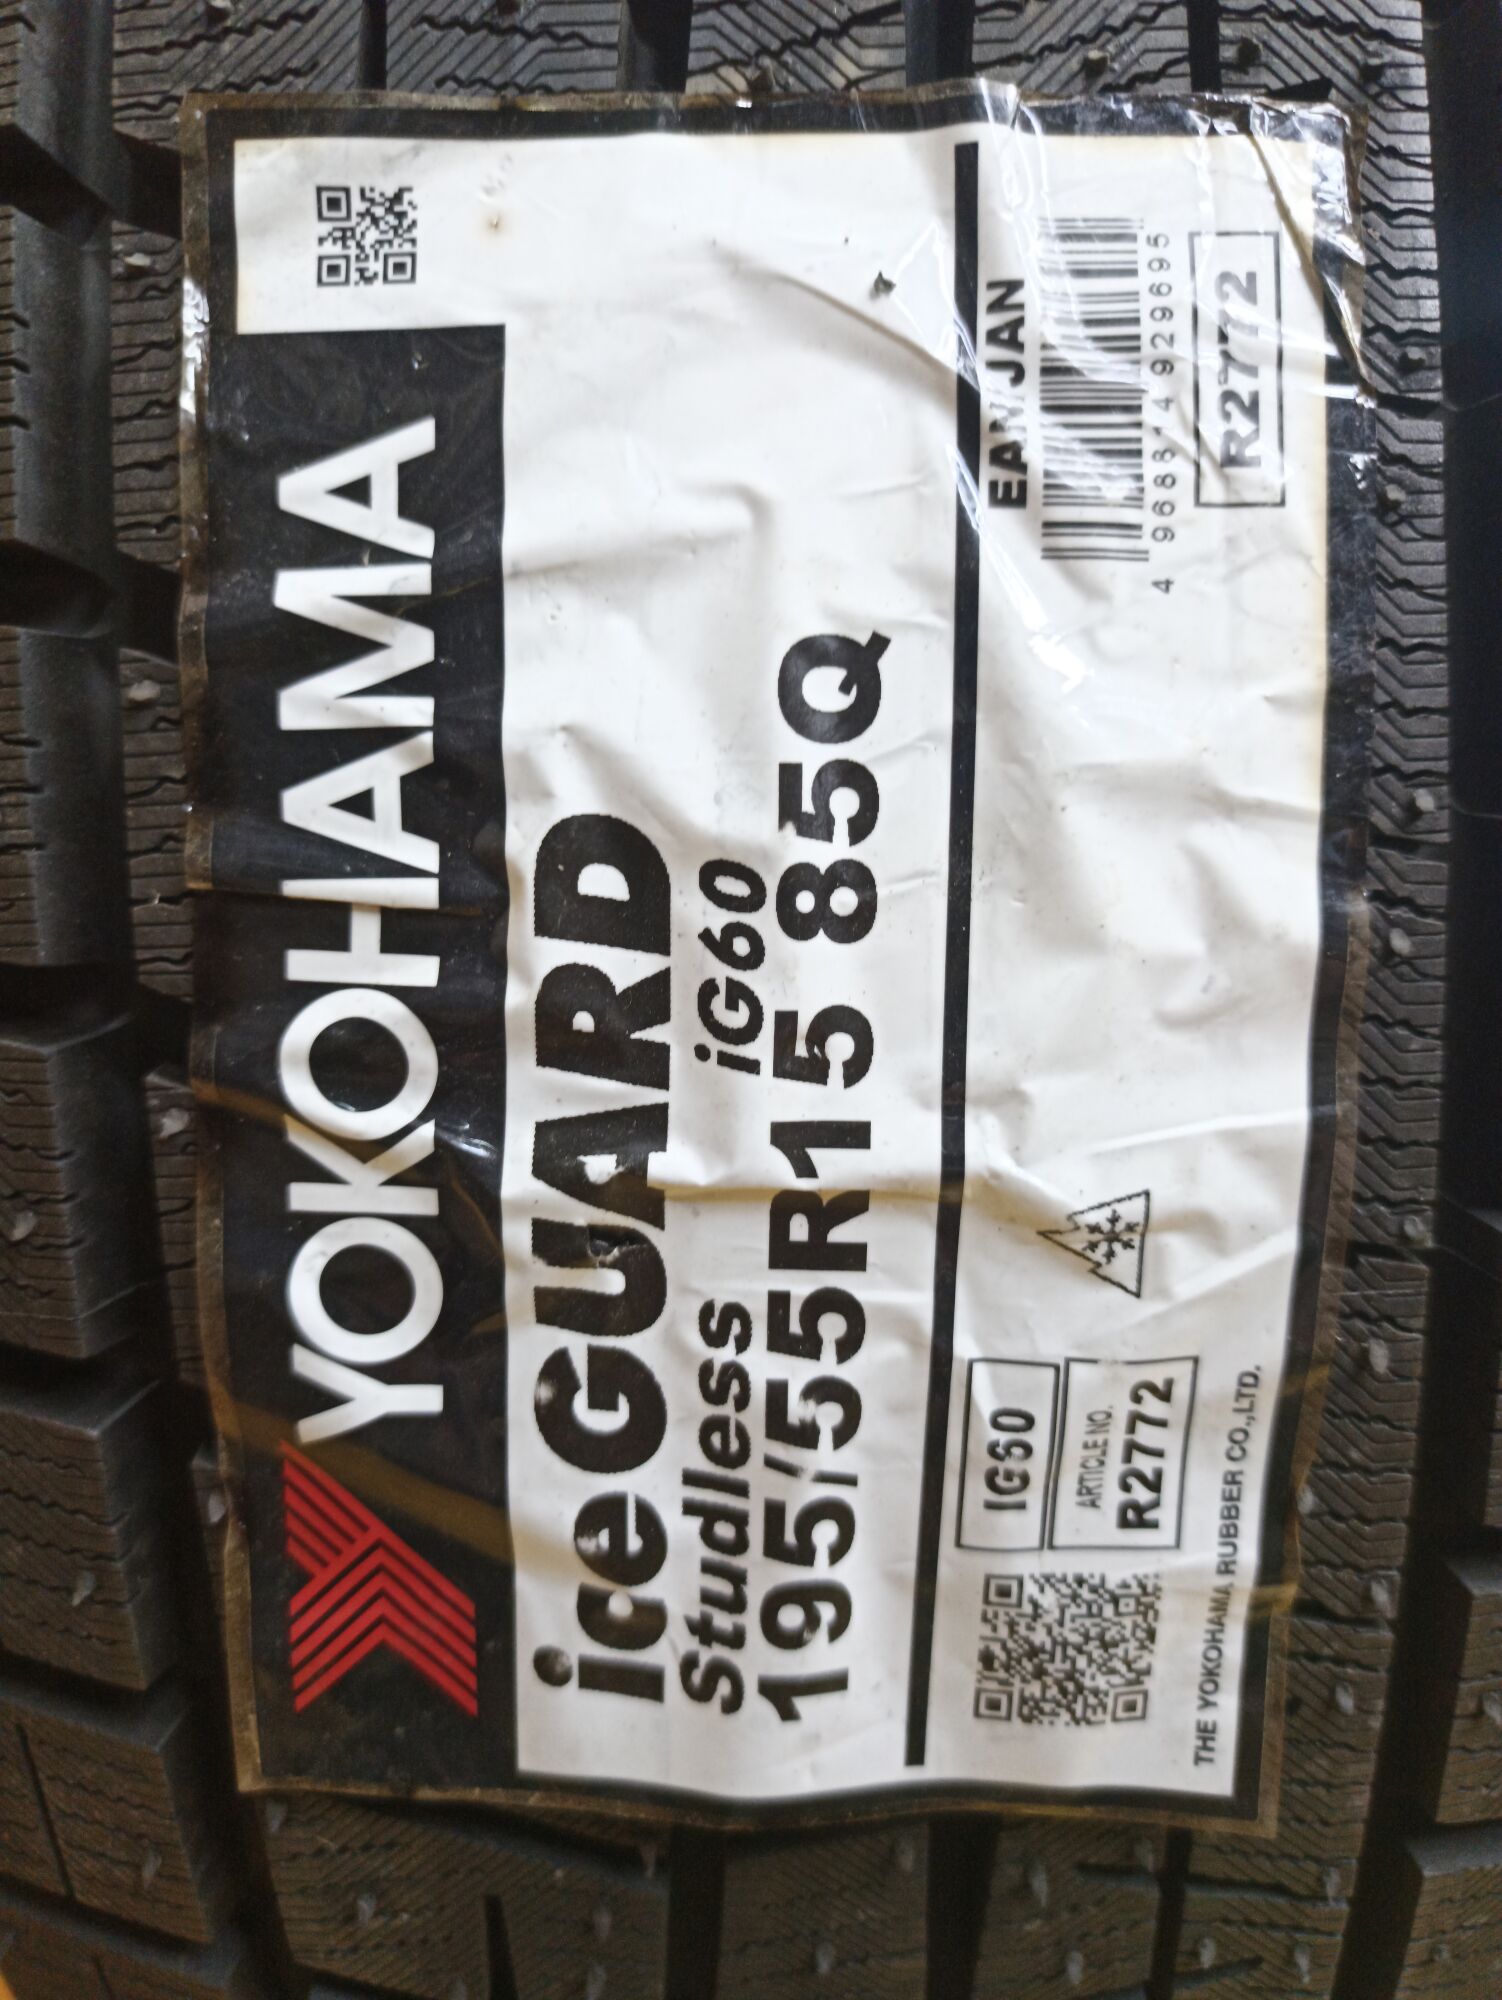 YOKOHAMA
iceGUARD
Studless iG60
195/55R15 85Q
EAN/JAN
4 968814 929695
R2772
IG60
ARTICLE NO.
R2772
THE YOKOHAMA RUBBER CO.,LTD.